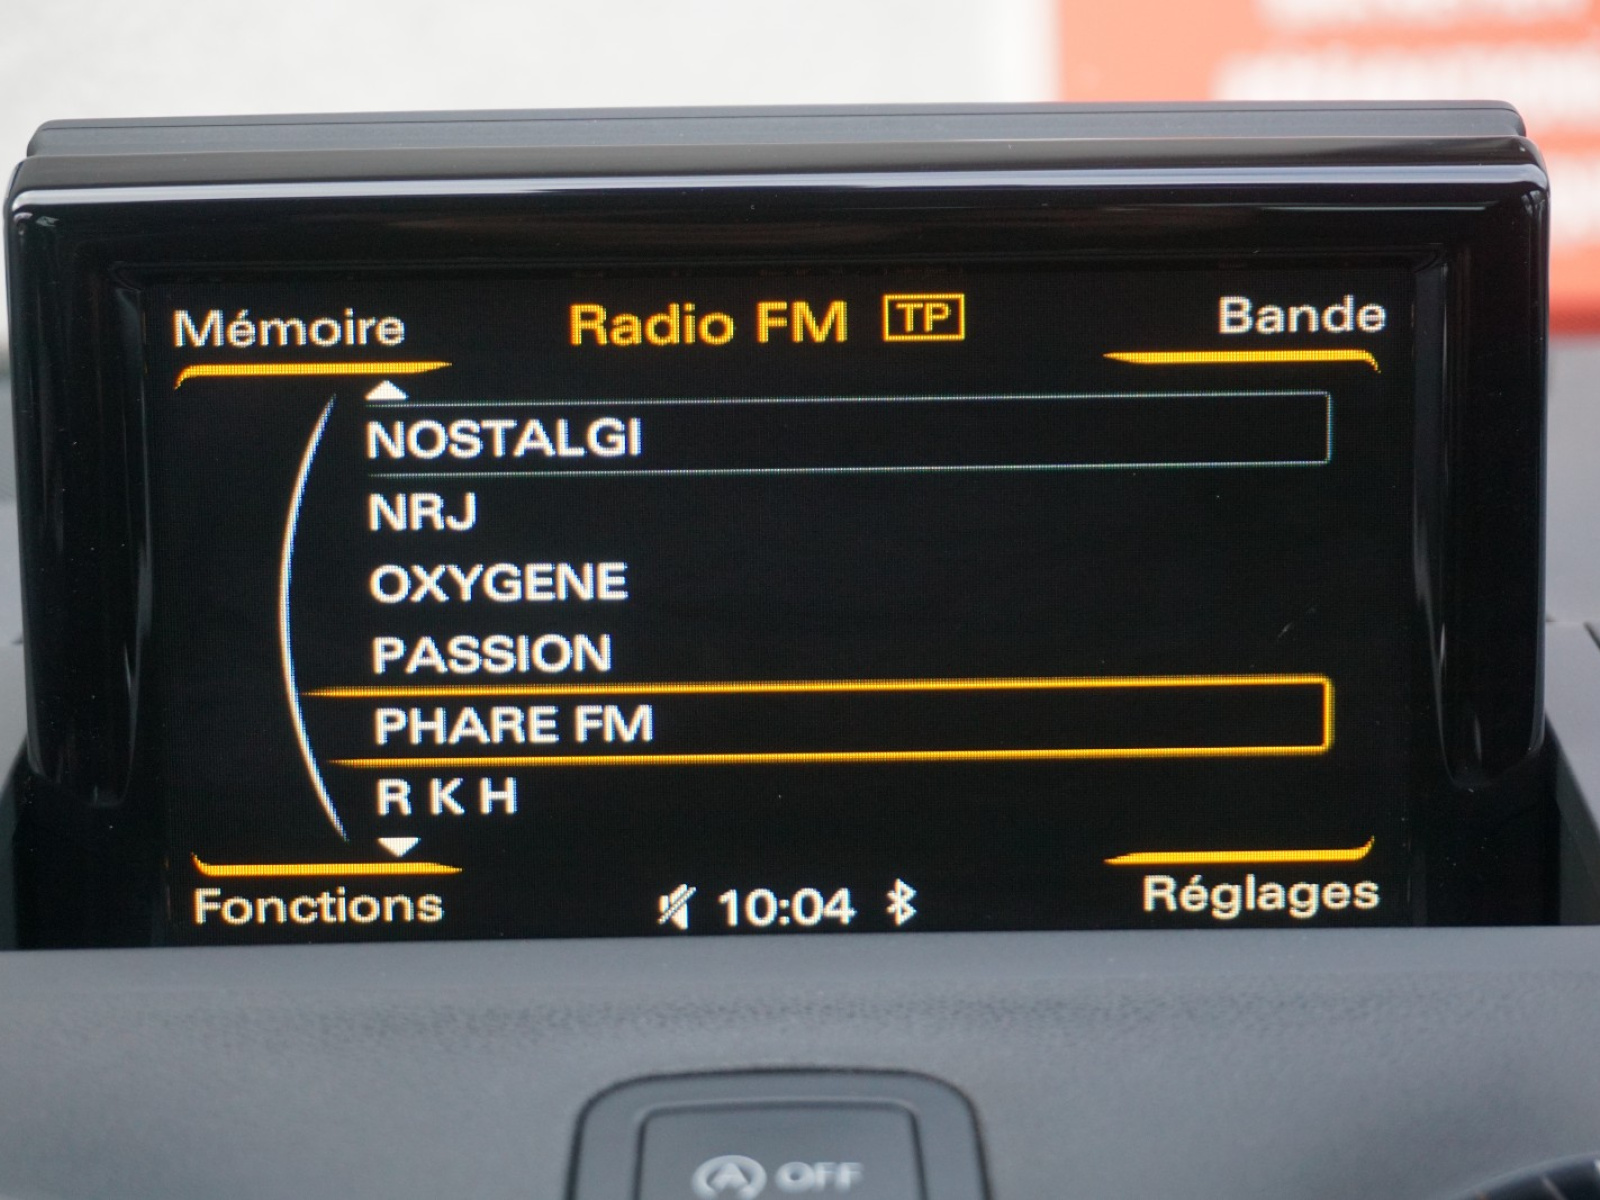 Mémoire Radio FM TP Bande
NOSTALGI
NRJ
OXYGENE
PASSION
PHARE FM
R K H
Fonctions 10:04 Réglages
A OFF